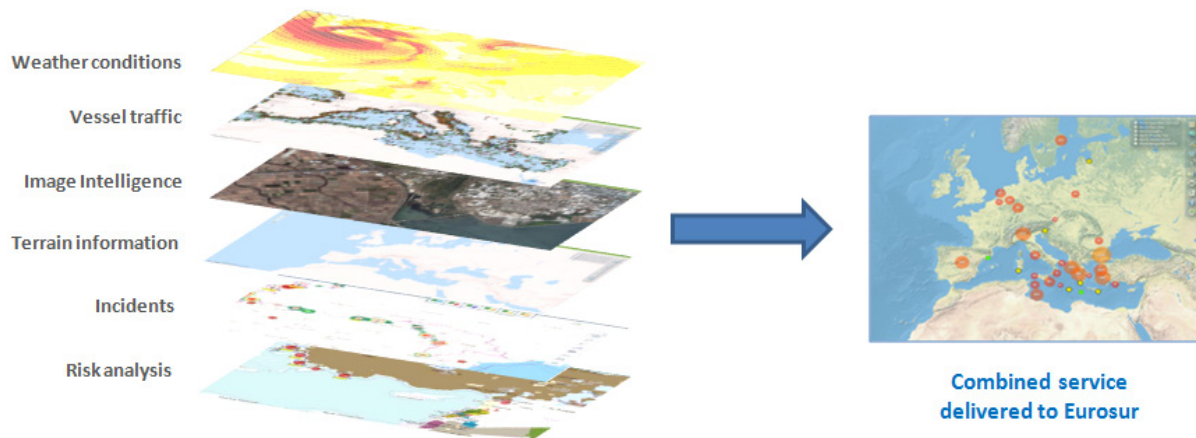 Weather conditions
Vessel traffic
Image Intelligence
Terrain information
Incidents
Risk analysis
Combined service
delivered to Eurosur